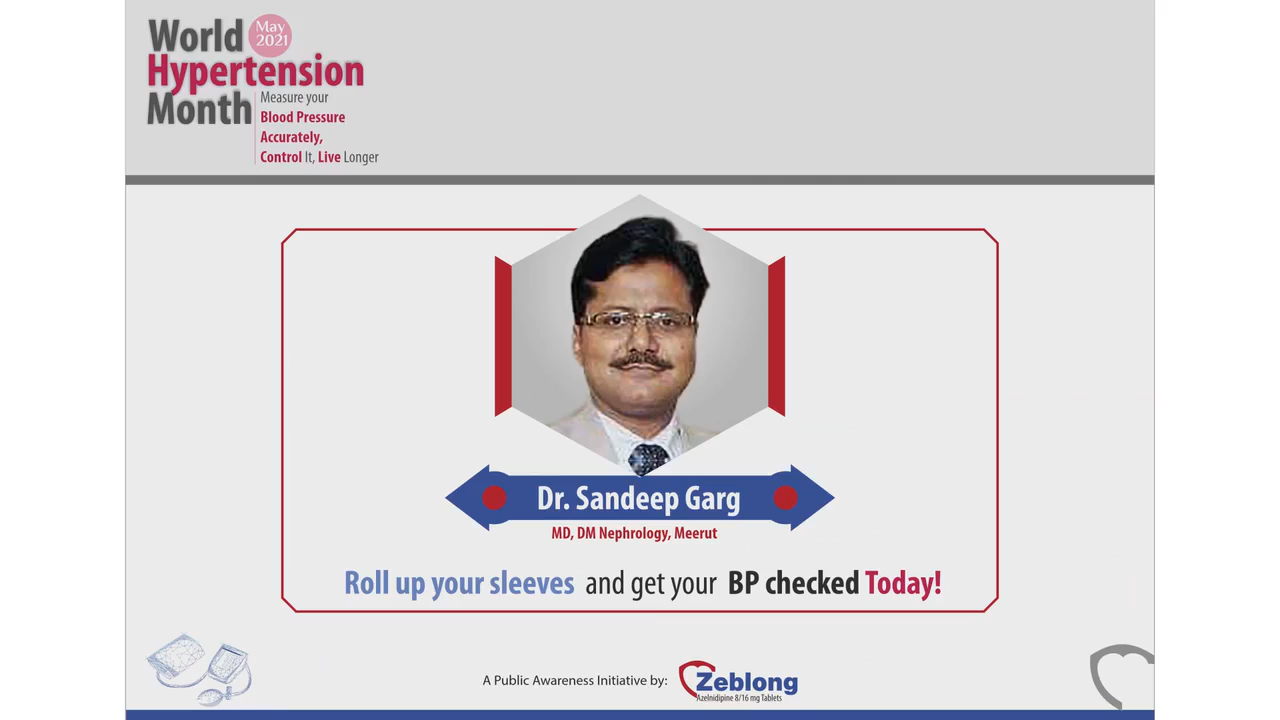 World
May
2021
Hypertension
Month
Measure your
Blood Pressure
Accurately,
Control It, Live Longer
Dr. Sandeep Garg
MD, DM Nephrology, Meerut
Roll up your sleeves and get your BP checked Today!
A Public Awareness Initiative by:
Zeblong
Azelnidipine 8/16 mg Tablets